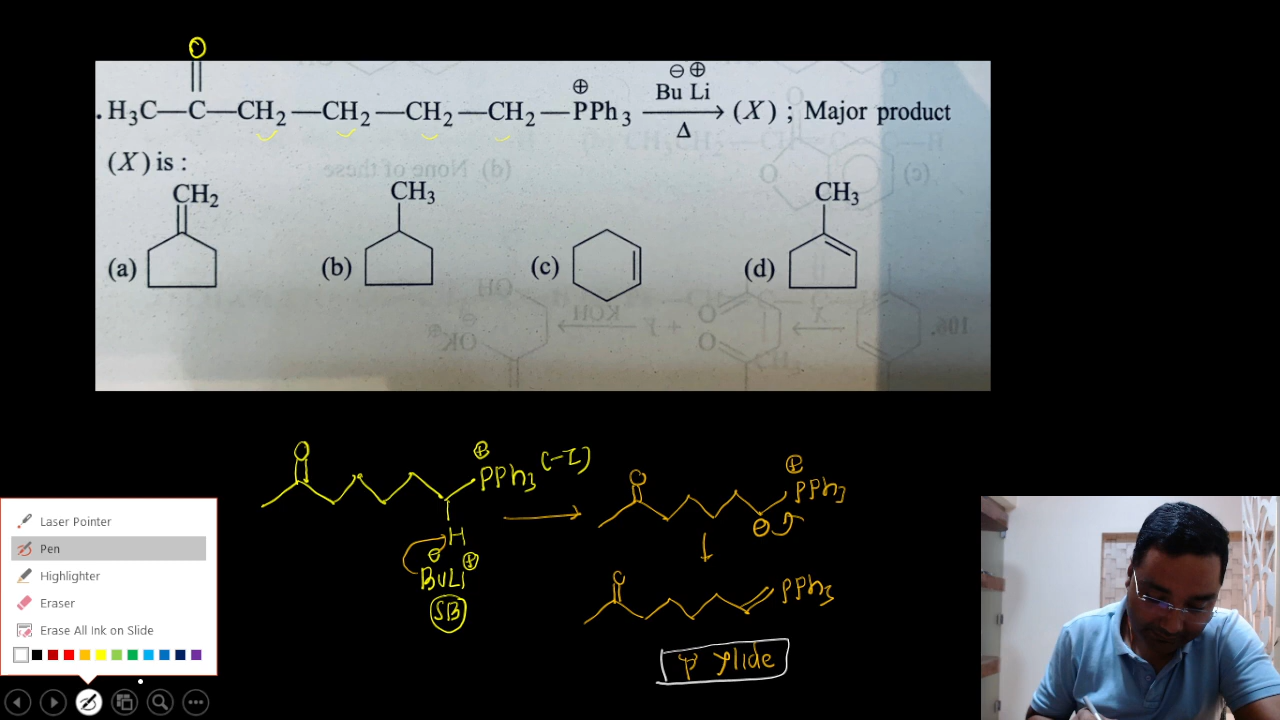 O
. H₃C—C—CH₂—CH₂—CH₂—CH₂—PPh₃ ⊕ ⊖ ⊕ Bu Li Δ → (X) ; Major product
(X) is :
CH₂ CH₃ CH₃
(a) (b) (c) (d)
O ⊕ PPh₃ (-I)
H
⊖ ⊕
BuLi
SB
O ⊕ PPh₃
⊖
O PPh₃
P Ylide
Laser Pointer
Pen
Highlighter
Eraser
Erase All Ink on Slide